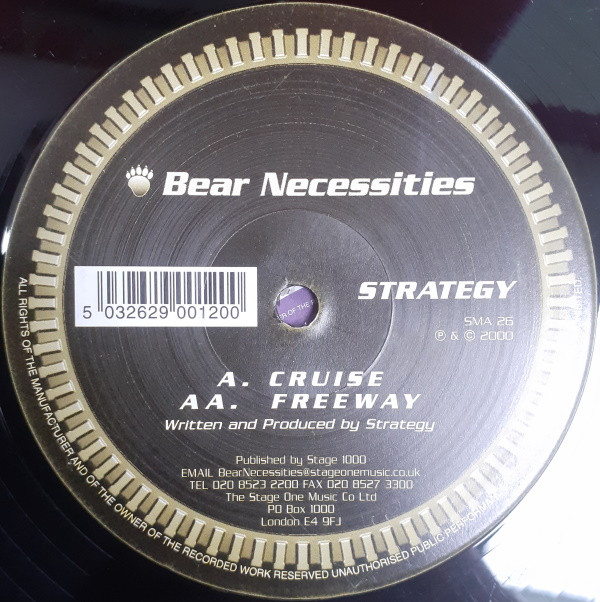 Bear Necessities
STRATEGY
5 032629 001200
SMA 26
Ⓟ & © 2000
A. CRUISE
AA. FREEWAY
Written and Produced by Strategy
Published by Stage 1000
EMAIL BearNecessities@stageonemusic.co.uk
TEL 020 8523 2200 FAX 020 8527 3300
The Stage One Music Co Ltd
PO Box 1000
London E4 9FJ
ALL RIGHTS OF THE MANUFACTURER AND OF THE OWNER OF THE RECORDED WORK RESERVED UNAUTHORISED PUBLIC